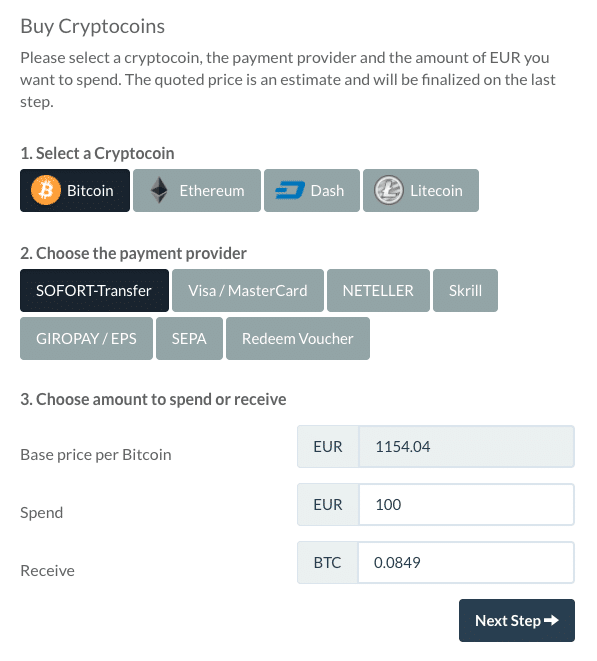 Buy Cryptocoins
Please select a cryptocoin, the payment provider and the amount of EUR you
want to spend. The quoted price is an estimate and will be finalized on the last
step.
1. Select a Cryptocoin
Bitcoin Ethereum Dash Litecoin
2. Choose the payment provider
SOFORT-Transfer Visa / MasterCard NETELLER Skrill
GIROPAY / EPS SEPA Redeem Voucher
3. Choose amount to spend or receive
Base price per Bitcoin EUR 1154.04
Spend EUR 100
Receive BTC 0.0849
Next Step